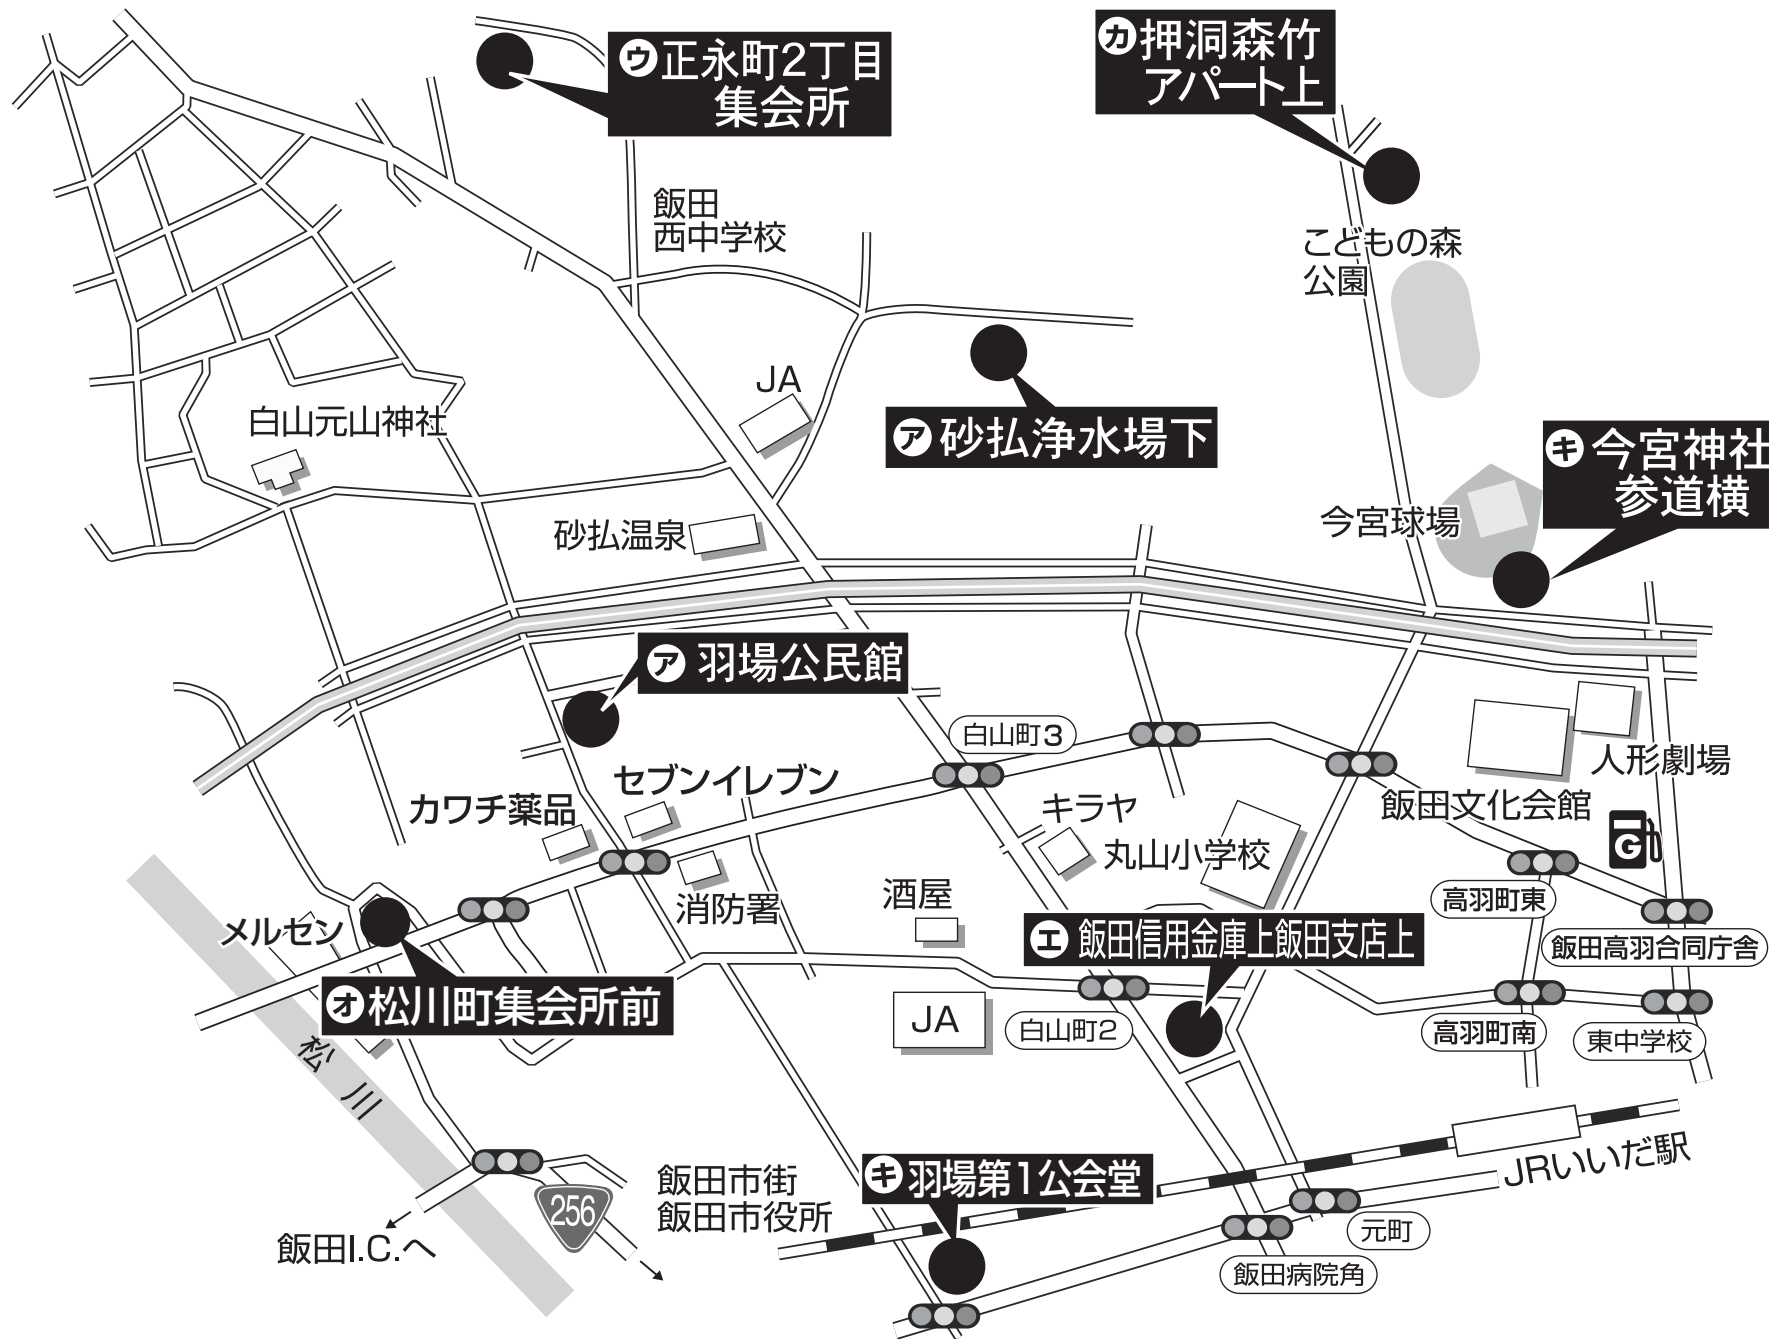 ウ正永町2丁目
集会所
カ押洞森竹
アパート上
飯田
西中学校
こどもの森
公園
JA
白山元山神社
ア砂払浄水場下
キ今宮神社
参道横
今宮球場
砂払温泉
ア羽場公民館
白山町3
人形劇場
セブンイレブン
カワチ薬品
キラヤ
飯田文化会館
G
丸山小学校
消防署
酒屋
高羽町東
メルセン
エ飯田信用金庫上飯田支店上
飯田高羽合同庁舎
オ松川町集会所前
JA
白山町2
高羽町南
東中学校
松川
JRいいだ駅
キ羽場第1公会堂
飯田市街
飯田市役所
256
元町
飯田I.C.へ
飯田病院角